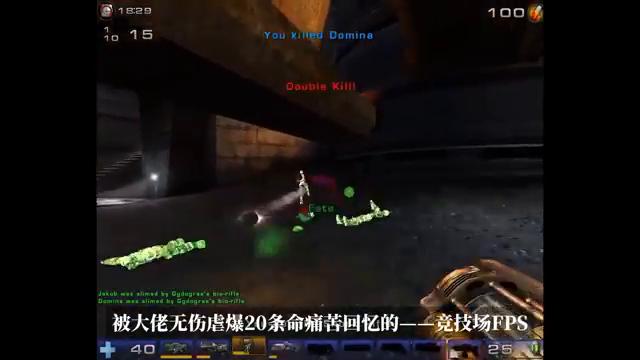 18:29
100
1
10 15
You killed Domina
Double Kill!
Fate
Jakob was slimed by Gydogree's bio-rifle
Domina was slimed by Gydogree's bio-rifle
被大佬无伤虐爆20条命痛苦回忆的——竞技场FPS
40
25